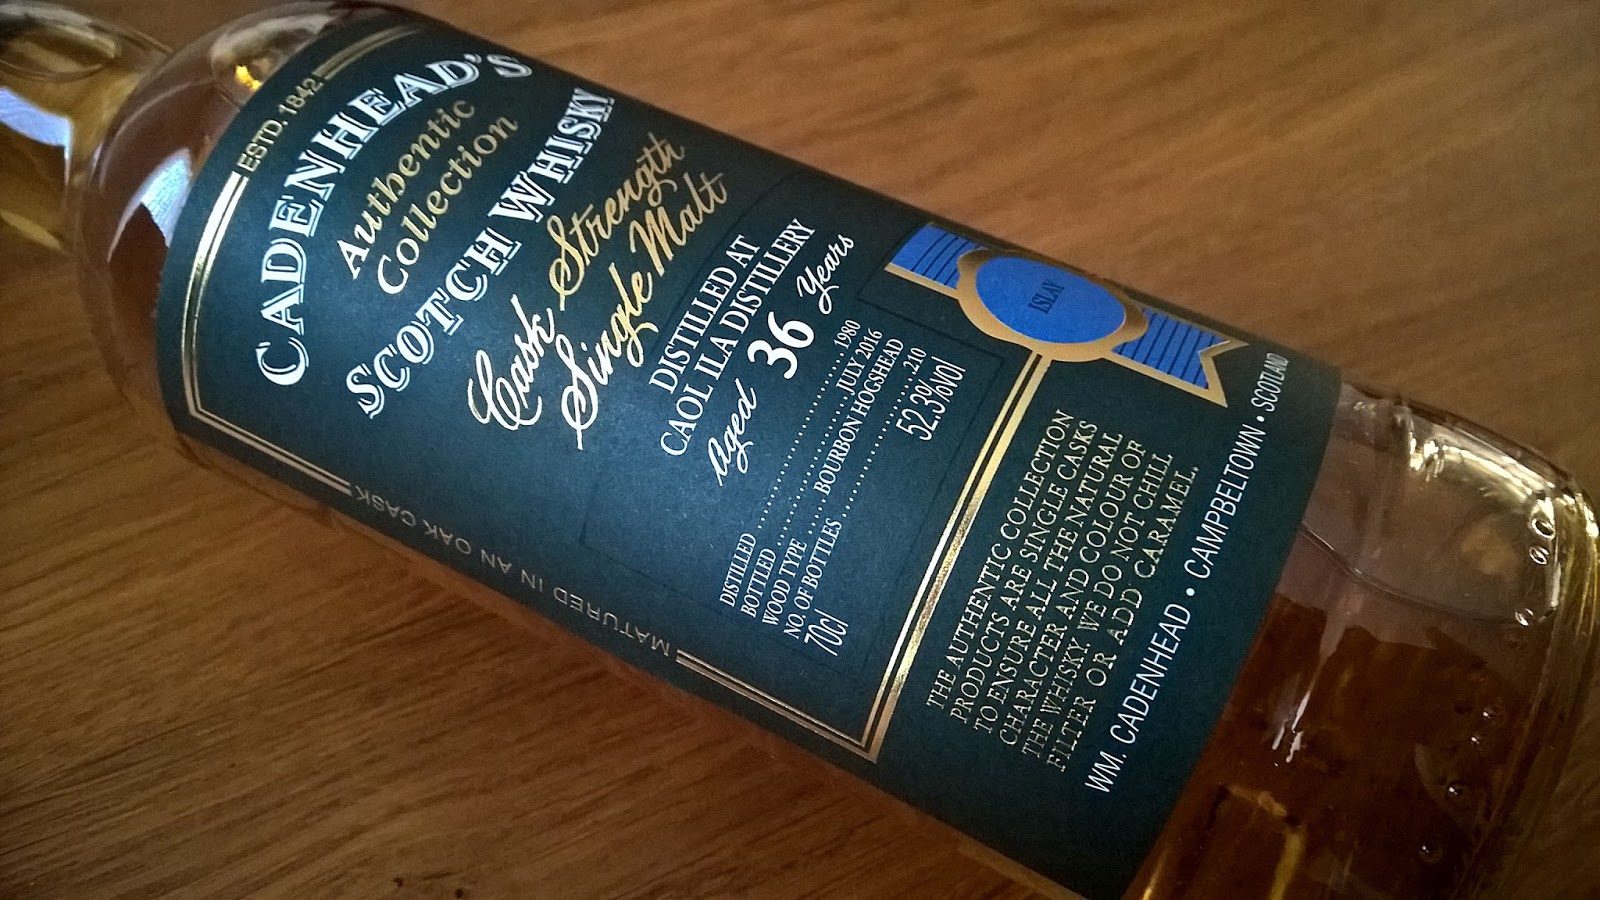 ESTD. 1842
CADENHEAD'S
Authentic
Collection
SCOTCH WHISKY
Cask Strength
Single Malt
DISTILLED AT
CAOL ILA DISTILLERY
Aged 36 Years
DISTILLED ........................ 1980
BOTTLED ........................ JULY 2016
WOOD TYPE ....... BOURBON HOGSHEAD
NO. OF BOTTLES ........................ 210
70cl 52.3%vol
MATURED IN AN OAK CASK
ISLAY
THE AUTHENTIC COLLECTION
PRODUCTS ARE SINGLE CASKS
TO ENSURE ALL THE NATURAL
CHARACTER AND COLOUR OF
THE WHISKY. WE DO NOT CHILL
FILTER OR ADD CARAMEL.
WM. CADENHEAD • CAMPBELTOWN • SCOTLAND